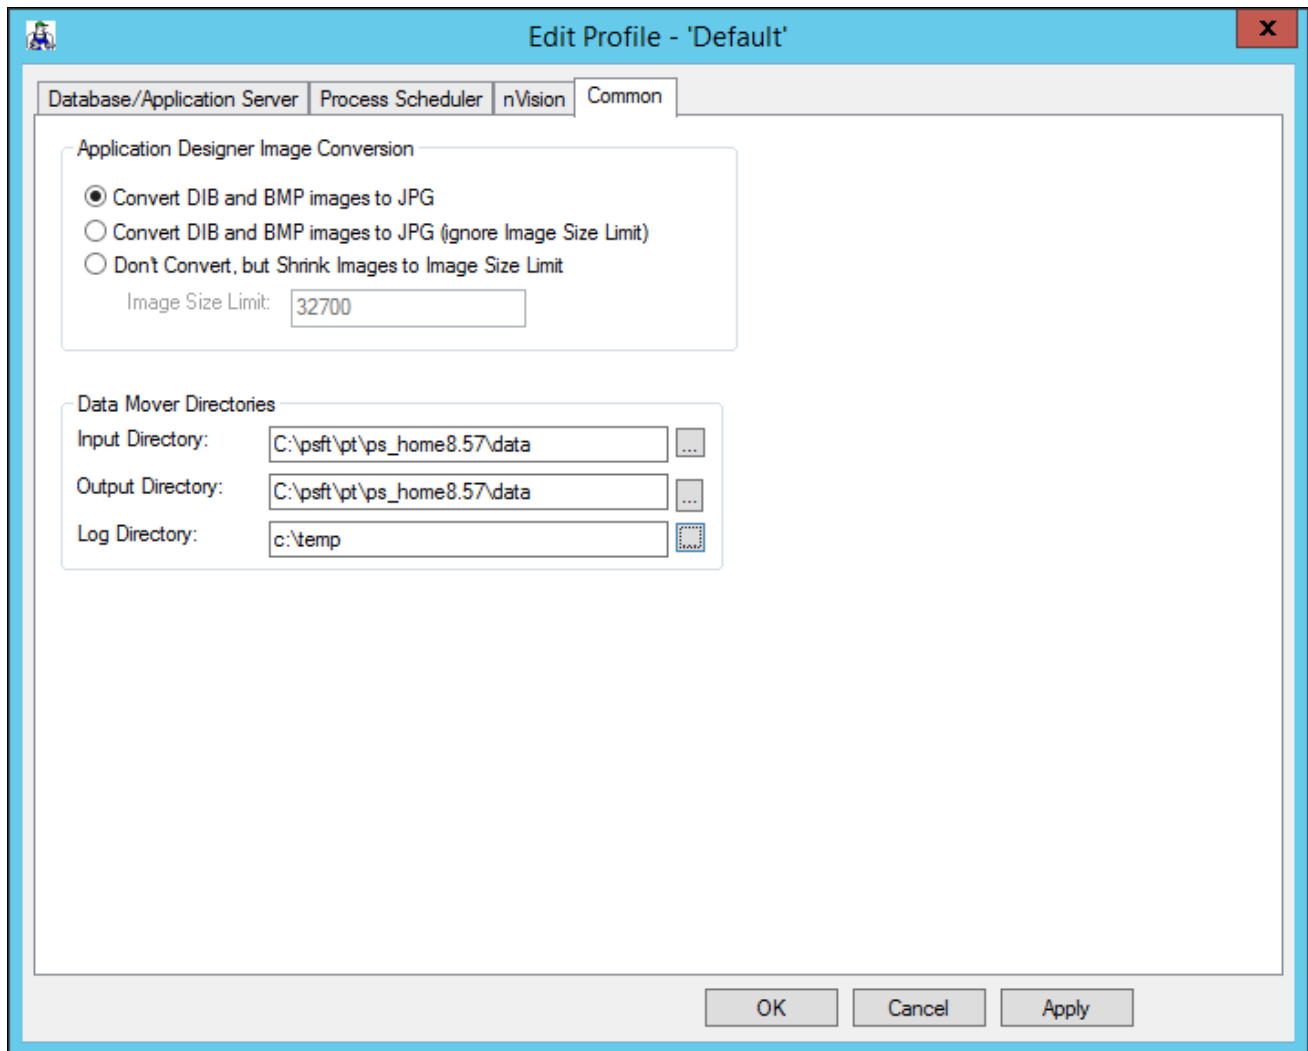 Edit Profile - 'Default'
x
Database/Application Server Process Scheduler nVision Common
Application Designer Image Conversion
Convert DIB and BMP images to JPG
Convert DIB and BMP images to JPG (ignore Image Size Limit)
Don't Convert, but Shrink Images to Image Size Limit
Image Size Limit: 32700
Data Mover Directories
Input Directory: C:\psft\pt\ps_home8.57\data ...
Output Directory: C:\psft\pt\ps_home8.57\data ...
Log Directory: c:\temp ...
OK Cancel Apply